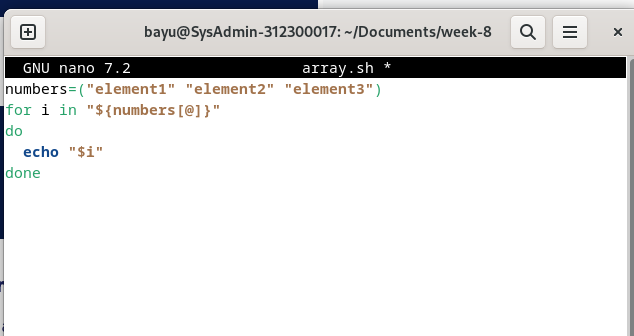 bayu@SysAdmin-312300017: ~/Documents/week-8
GNU nano 7.2 array.sh *
numbers=("element1" "element2" "element3")
for i in "${numbers[@]}"
do
  echo "$i"
done